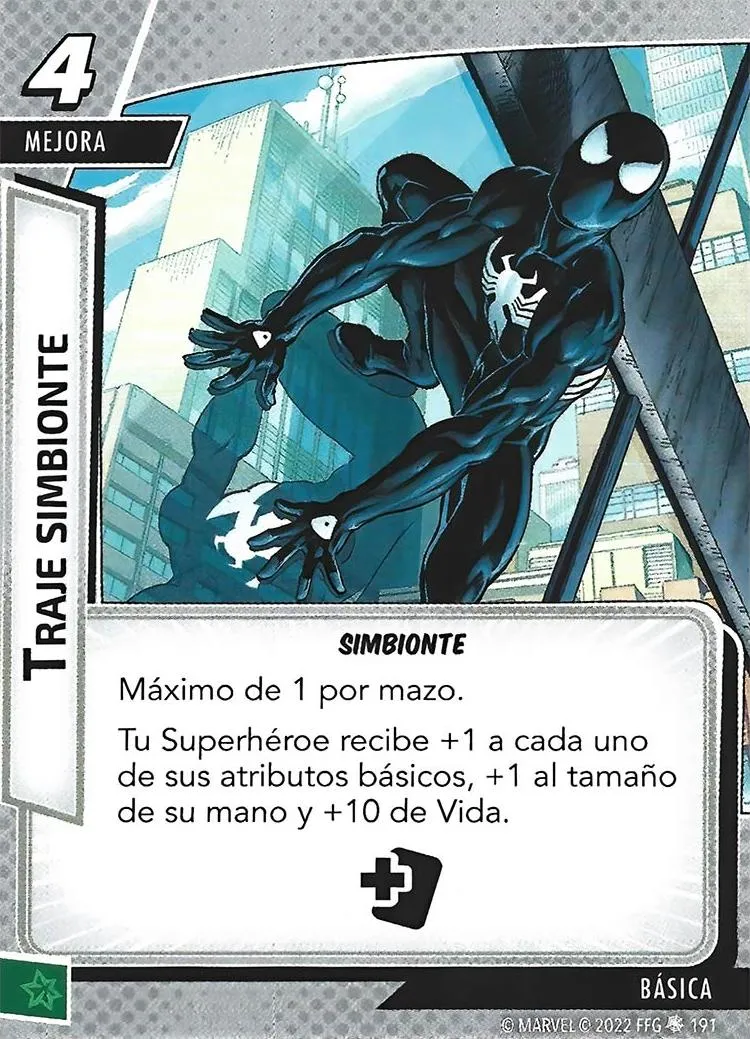 4
MEJORA
TRAJE SIMBIONTE
SIMBIONTE
Máximo de 1 por mazo.
Tu Superhéroe recibe +1 a cada uno
de sus atributos básicos, +1 al tamaño
de su mano y +10 de Vida.
BÁSICA
© MARVEL © 2022 FFG 191